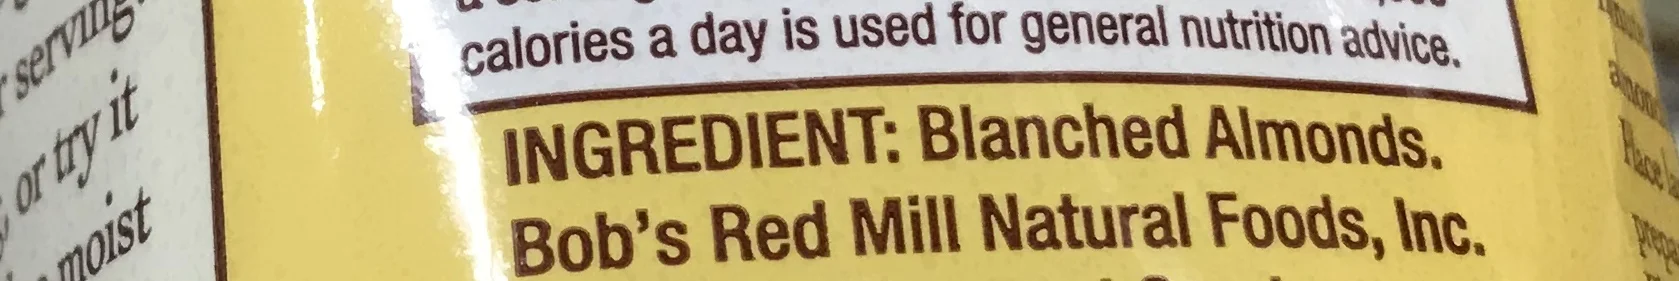 serving
or try it
moist
calories a day is used for general nutrition advice.
INGREDIENT: Blanched Almonds.
Bob's Red Mill Natural Foods, Inc.